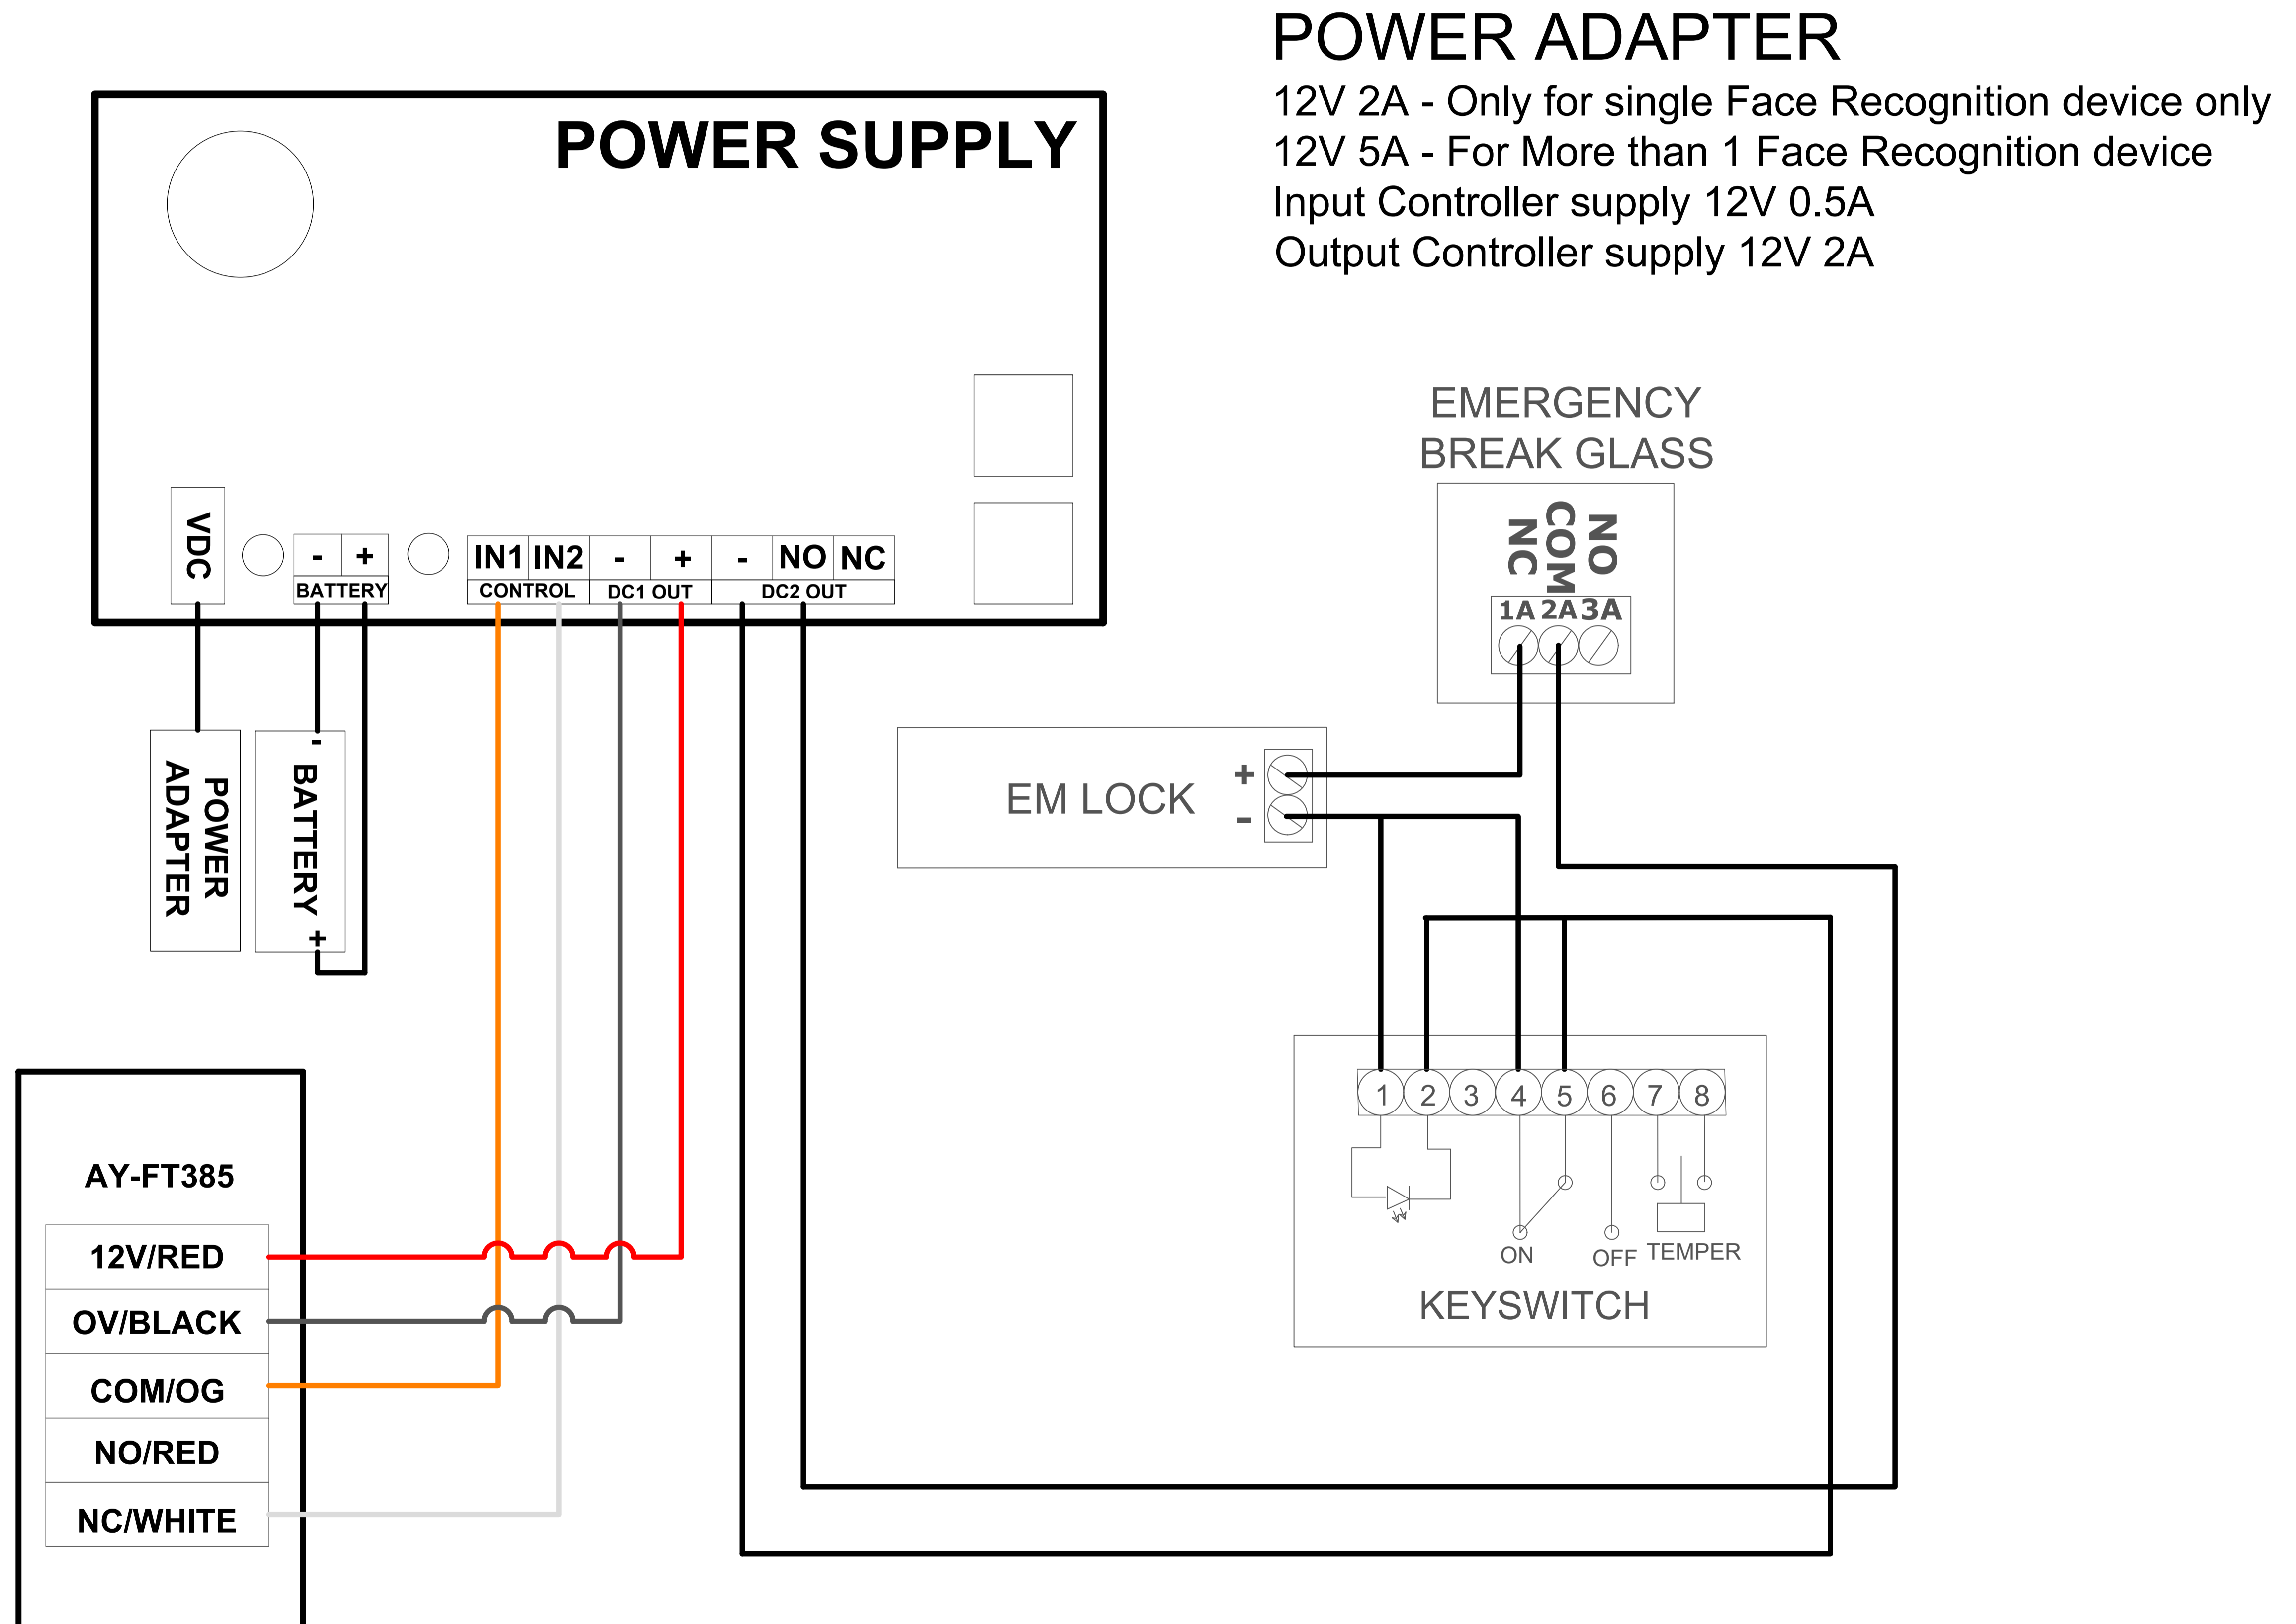 POWER ADAPTER
12V 2A - Only for single Face Recognition device only
12V 5A - For More than 1 Face Recognition device
Input Controller supply 12V 0.5A
Output Controller supply 12V 2A
POWER SUPPLY
VDC
- +
BATTERY
IN1 IN2 - + - NO NC
CONTROL DC1 OUT DC2 OUT
POWER
ADAPTER
- BATTERY +
EMERGENCY
BREAK GLASS
NC COM NO
1A 2A 3A
EM LOCK
+
-
1 2 3 4 5 6 7 8
ON OFF TEMPER
KEYSWITCH
AY-FT385
12V/RED
OV/BLACK
COM/OG
NO/RED
NC/WHITE